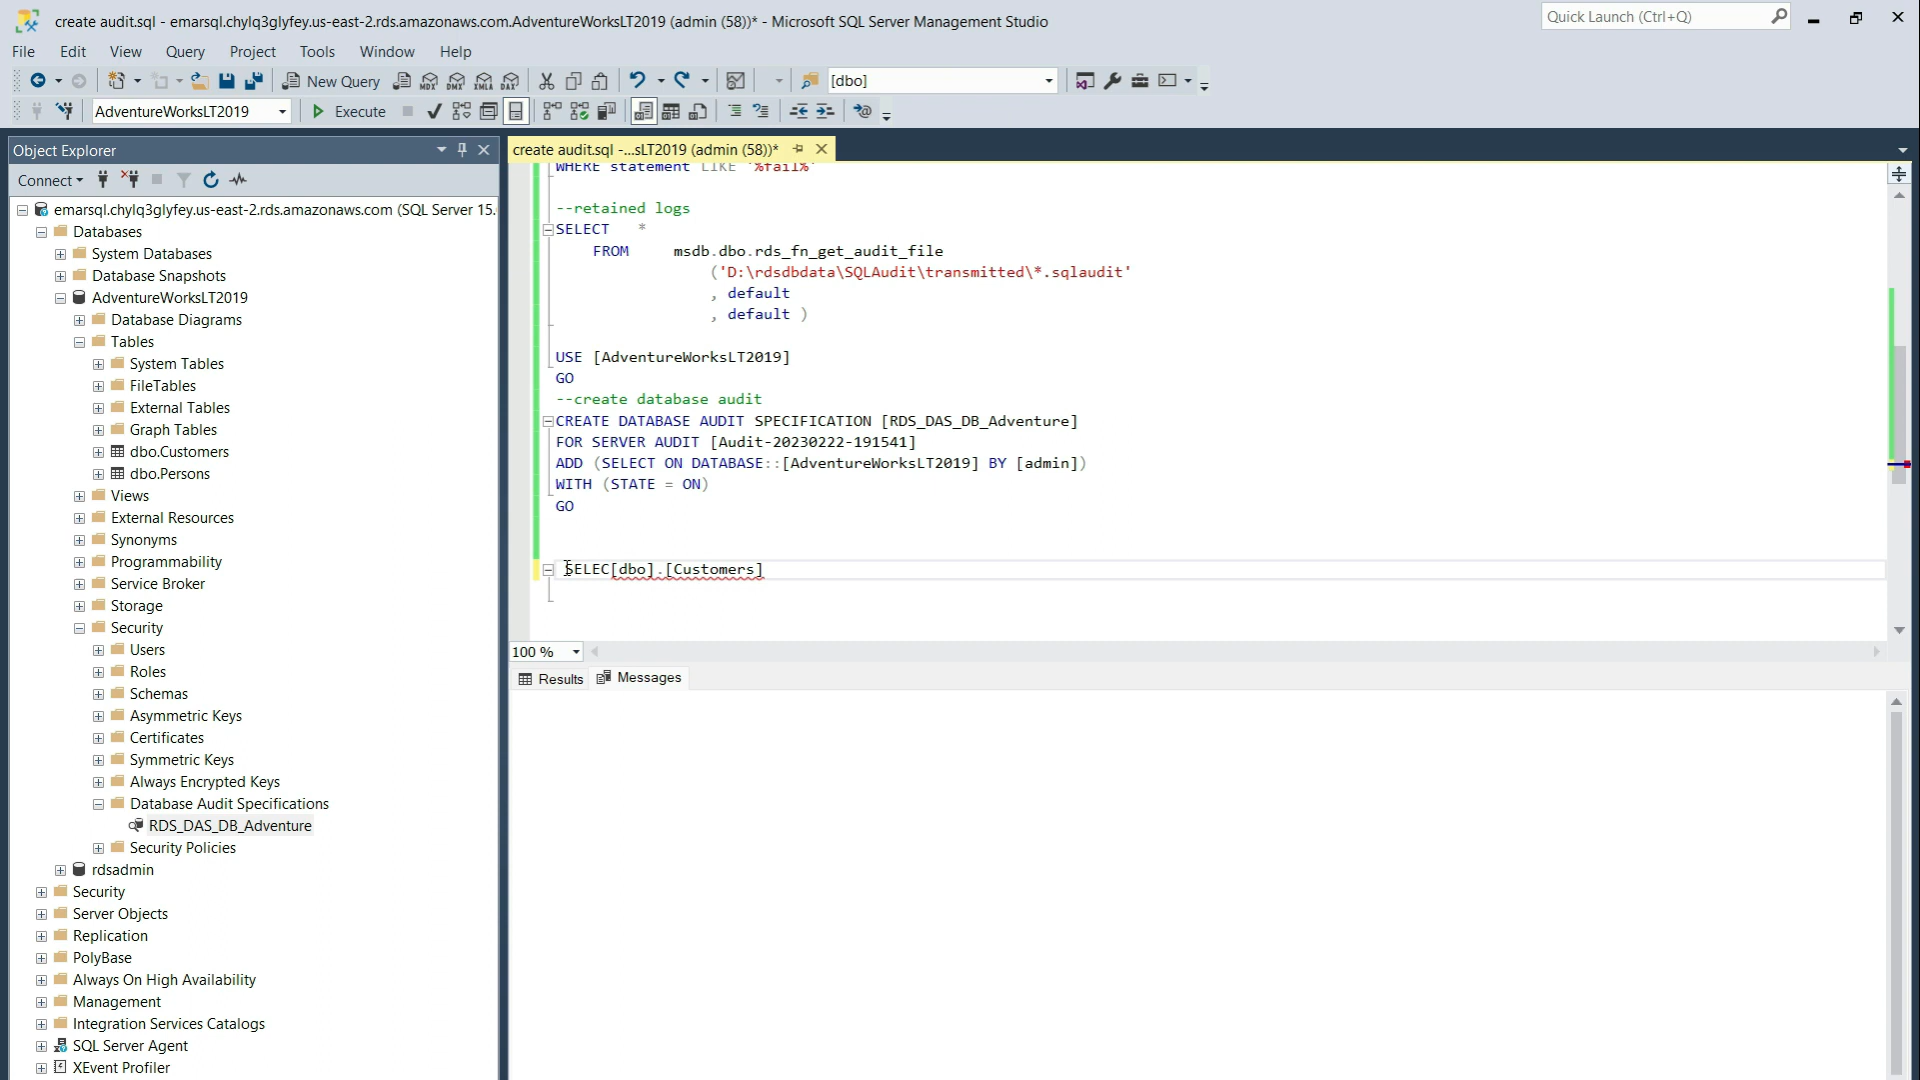 create audit.sql - emarsql.chylq3glyfey.us-east-2.rds.amazonaws.com.AdventureWorksLT2019 (admin (58))* - Microsoft SQL Server Management Studio
Quick Launch (Ctrl+Q)
File Edit View Query Project Tools Window Help
New Query MDX DMX XMLA DAX [dbo]
AdventureWorksLT2019 Execute
Object Explorer
create audit.sql -...sLT2019 (admin (58))*
Connect
emarsql.chylq3glyfey.us-east-2.rds.amazonaws.com (SQL Server 15.
Databases
System Databases
Database Snapshots
AdventureWorksLT2019
Database Diagrams
Tables
System Tables
FileTables
External Tables
Graph Tables
dbo.Customers
dbo.Persons
Views
External Resources
Synonyms
Programmability
Service Broker
Storage
Security
Users
Roles
Schemas
Asymmetric Keys
Certificates
Symmetric Keys
Always Encrypted Keys
Database Audit Specifications
RDS_DAS_DB_Adventure
Security Policies
rdsadmin
Security
Server Objects
Replication
PolyBase
Always On High Availability
Management
Integration Services Catalogs
SQL Server Agent
XEvent Profiler
WHERE statement LIKE '%fail%'
--retained logs
SELECT *
FROM msdb.dbo.rds_fn_get_audit_file
('D:\rdsdbdata\SQLAudit\transmitted\*.sqlaudit'
, default
, default )
USE [AdventureWorksLT2019]
GO
--create database audit
CREATE DATABASE AUDIT SPECIFICATION [RDS_DAS_DB_Adventure]
FOR SERVER AUDIT [Audit-20230222-191541]
ADD (SELECT ON DATABASE::[AdventureWorksLT2019] BY [admin])
WITH (STATE = ON)
GO
SELEC[dbo].[Customers]
100 %
Results Messages